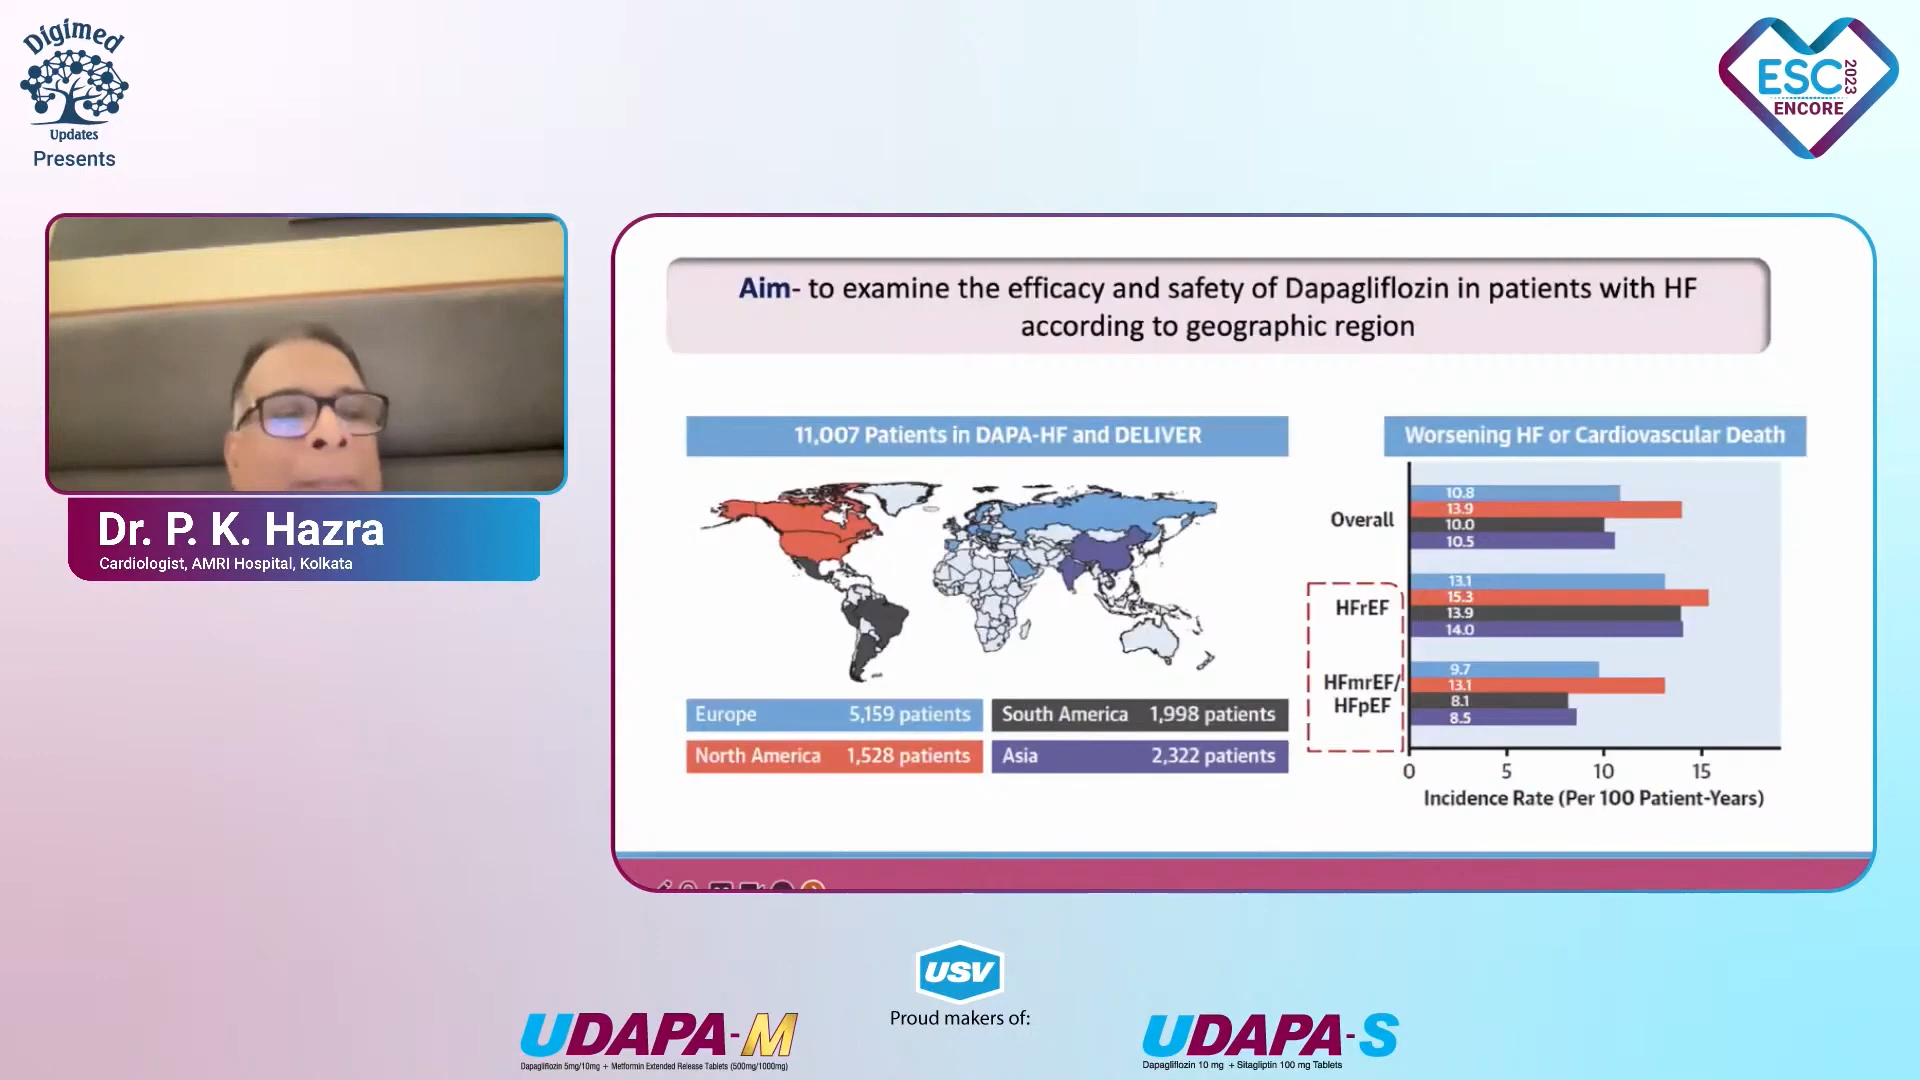 Digimed
Updates
Presents
ESC 2023
ENCORE
Dr. P. K. Hazra
Cardiologist, AMRI Hospital, Kolkata
Aim- to examine the efficacy and safety of Dapagliflozin in patients with HF
according to geographic region
11,007 Patients in DAPA-HF and DELIVER
Europe 5,159 patients
South America 1,998 patients
North America 1,528 patients
Asia 2,322 patients
Worsening HF or Cardiovascular Death
Overall
10.8
13.9
10.0
10.5
HFrEF
13.1
15.3
13.9
14.0
HFmrEF/
HFpEF
9.7
13.1
8.1
8.5
0 5 10 15
Incidence Rate (Per 100 Patient-Years)
USV
Proud makers of:
UDAPA-M
Dapagliflozin 5mg/10mg + Metformin Extended Release Tablets (500mg/1000mg)
UDAPA-S
Dapagliflozin 10 mg + Sitagliptin 100 mg Tablets